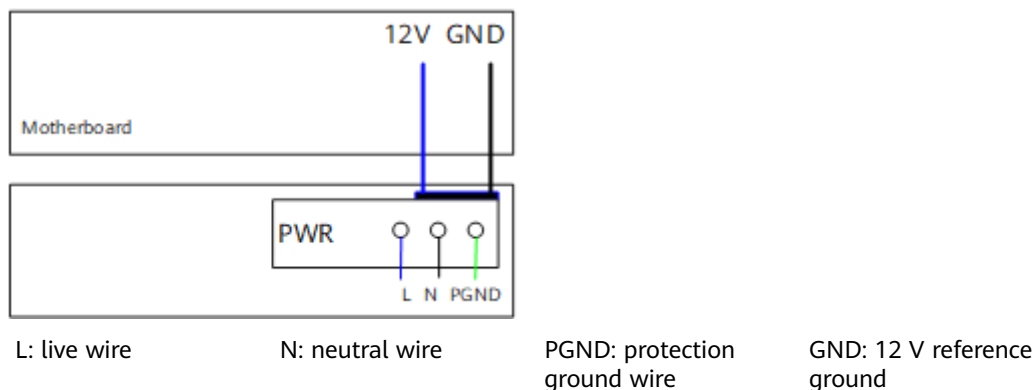 12V GND
Motherboard
PWR
L N PGND
L: live wire N: neutral wire PGND: protection GND: 12 V reference
ground wire ground